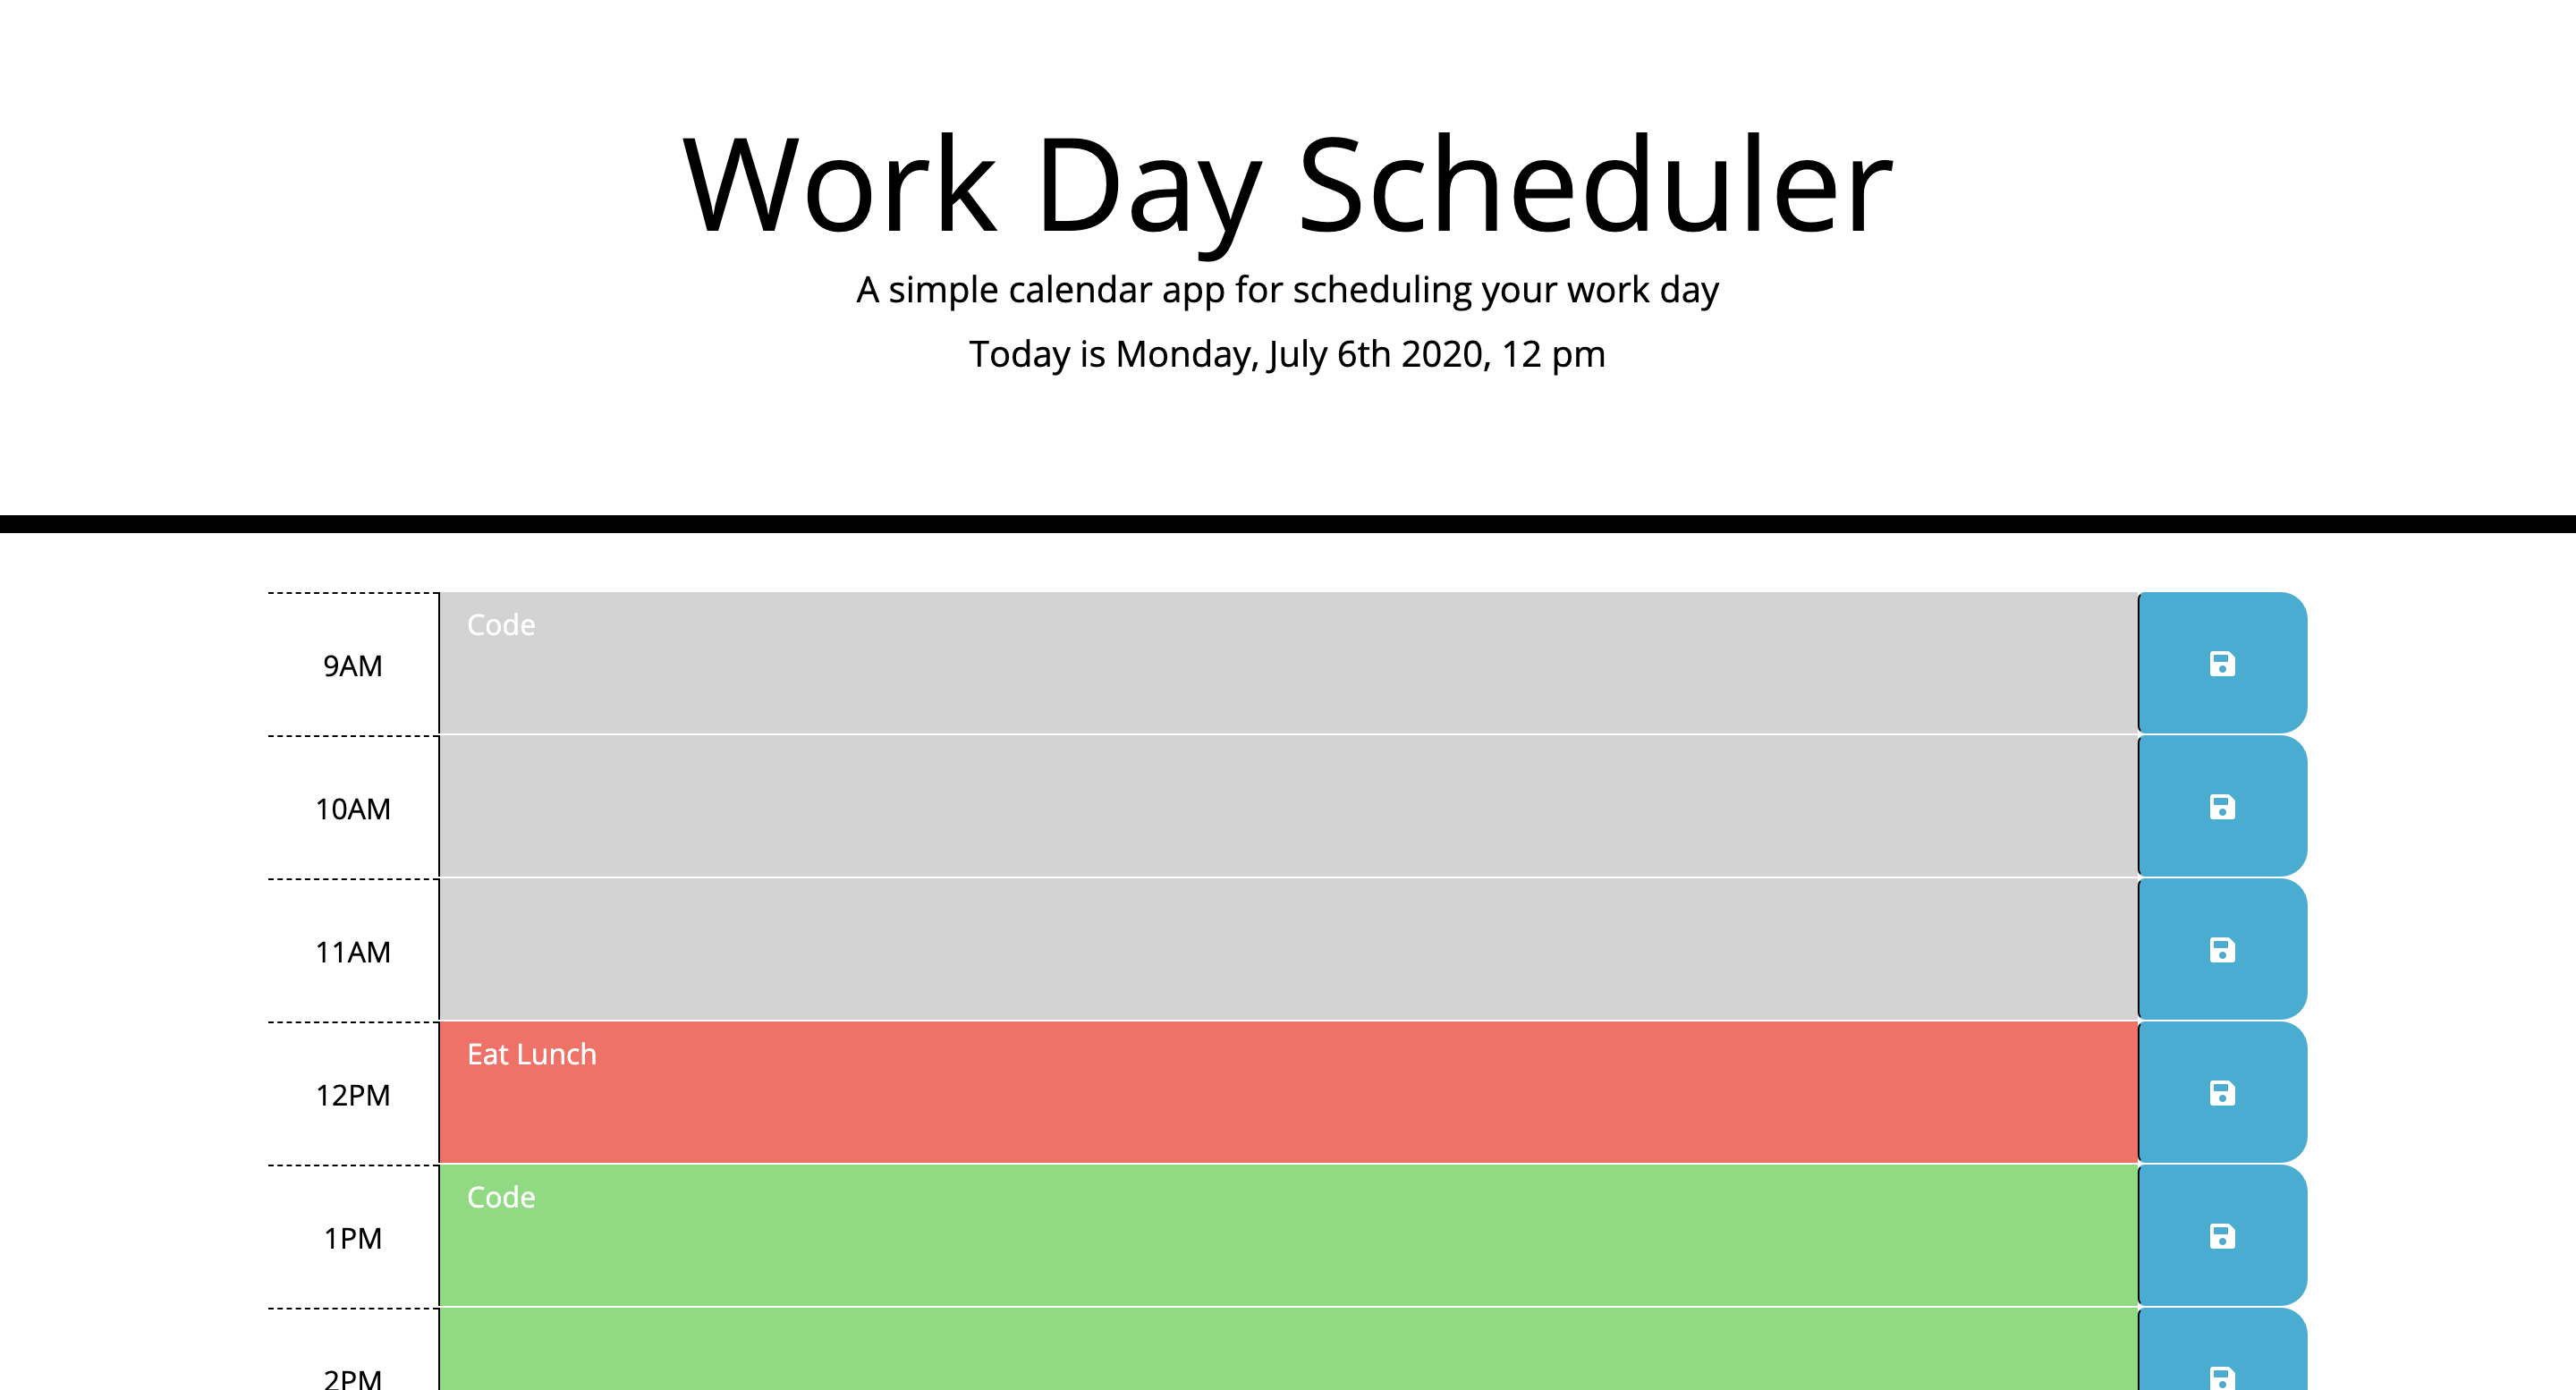 Work Day Scheduler
A simple calendar app for scheduling your work day
Today is Monday, July 6th 2020, 12 pm
Code
9AM
10AM
11AM
Eat Lunch
12PM
Code
1PM
2PM